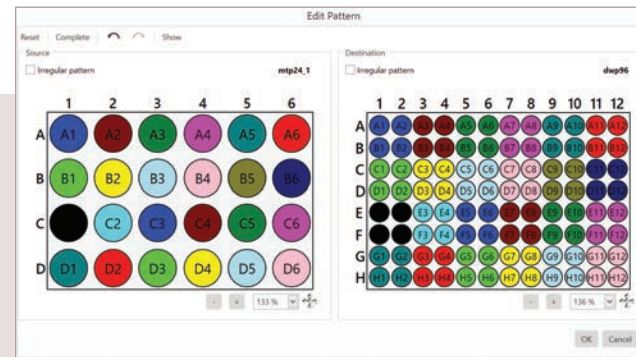 Edit Pattern
Reset Complete Show
Source
Irregular pattern mtp24_1
1 2 3 4 5 6
A A1 A2 A3 A4 A5 A6
B B1 B2 B3 B4 B5 B6
C C2 C3 C4 C5 C6
D D1 D2 D3 D4 D5 D6
- + 133 %
Destination
Irregular pattern dwp96
1 2 3 4 5 6 7 8 9 10 11 12
A A1 A2 A3 A4 A5 A6 A7 A8 A9 A10 A11 A12
B B1 B2 B3 B4 B5 B6 B7 B8 B9 B10 B11 B12
C C1 C2 C3 C4 C5 C6 C7 C8 C9 C10 C11 C12
D D1 D2 D3 D4 D5 D6 D7 D8 D9 D10 D11 D12
E E3 E4 E5 E6 E7 E8 E9 E10 E11 E12
F F3 F4 F5 F6 F7 F8 F9 F10 F11 F12
G G1 G2 G3 G4 G5 G6 G7 G8 G9 G10 G11 G12
H H1 H2 H3 H4 H5 H6 H7 H8 H9 H10 H11 H12
- + 136 %
OK Cancel